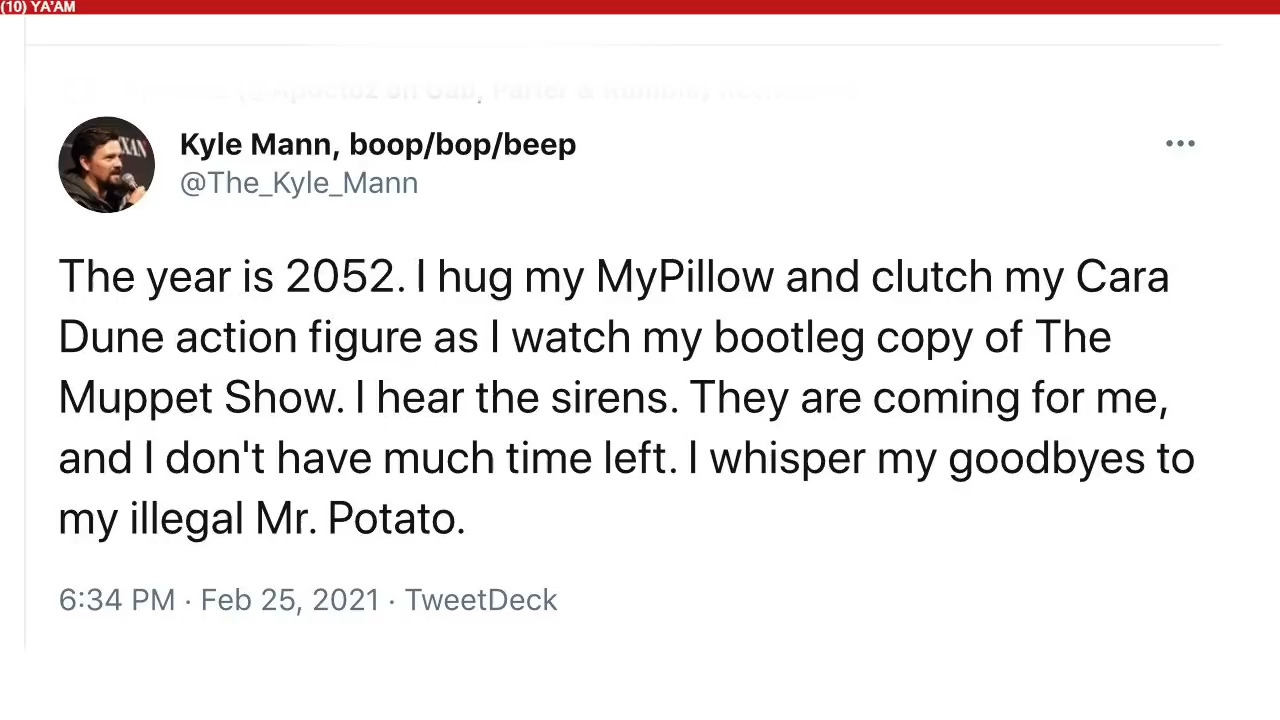 (10) YA'AM
Kyle Mann, boop/bop/beep
@The_Kyle_Mann
The year is 2052. I hug my MyPillow and clutch my Cara
Dune action figure as I watch my bootleg copy of The
Muppet Show. I hear the sirens. They are coming for me,
and I don't have much time left. I whisper my goodbyes to
my illegal Mr. Potato.
6:34 PM · Feb 25, 2021 · TweetDeck